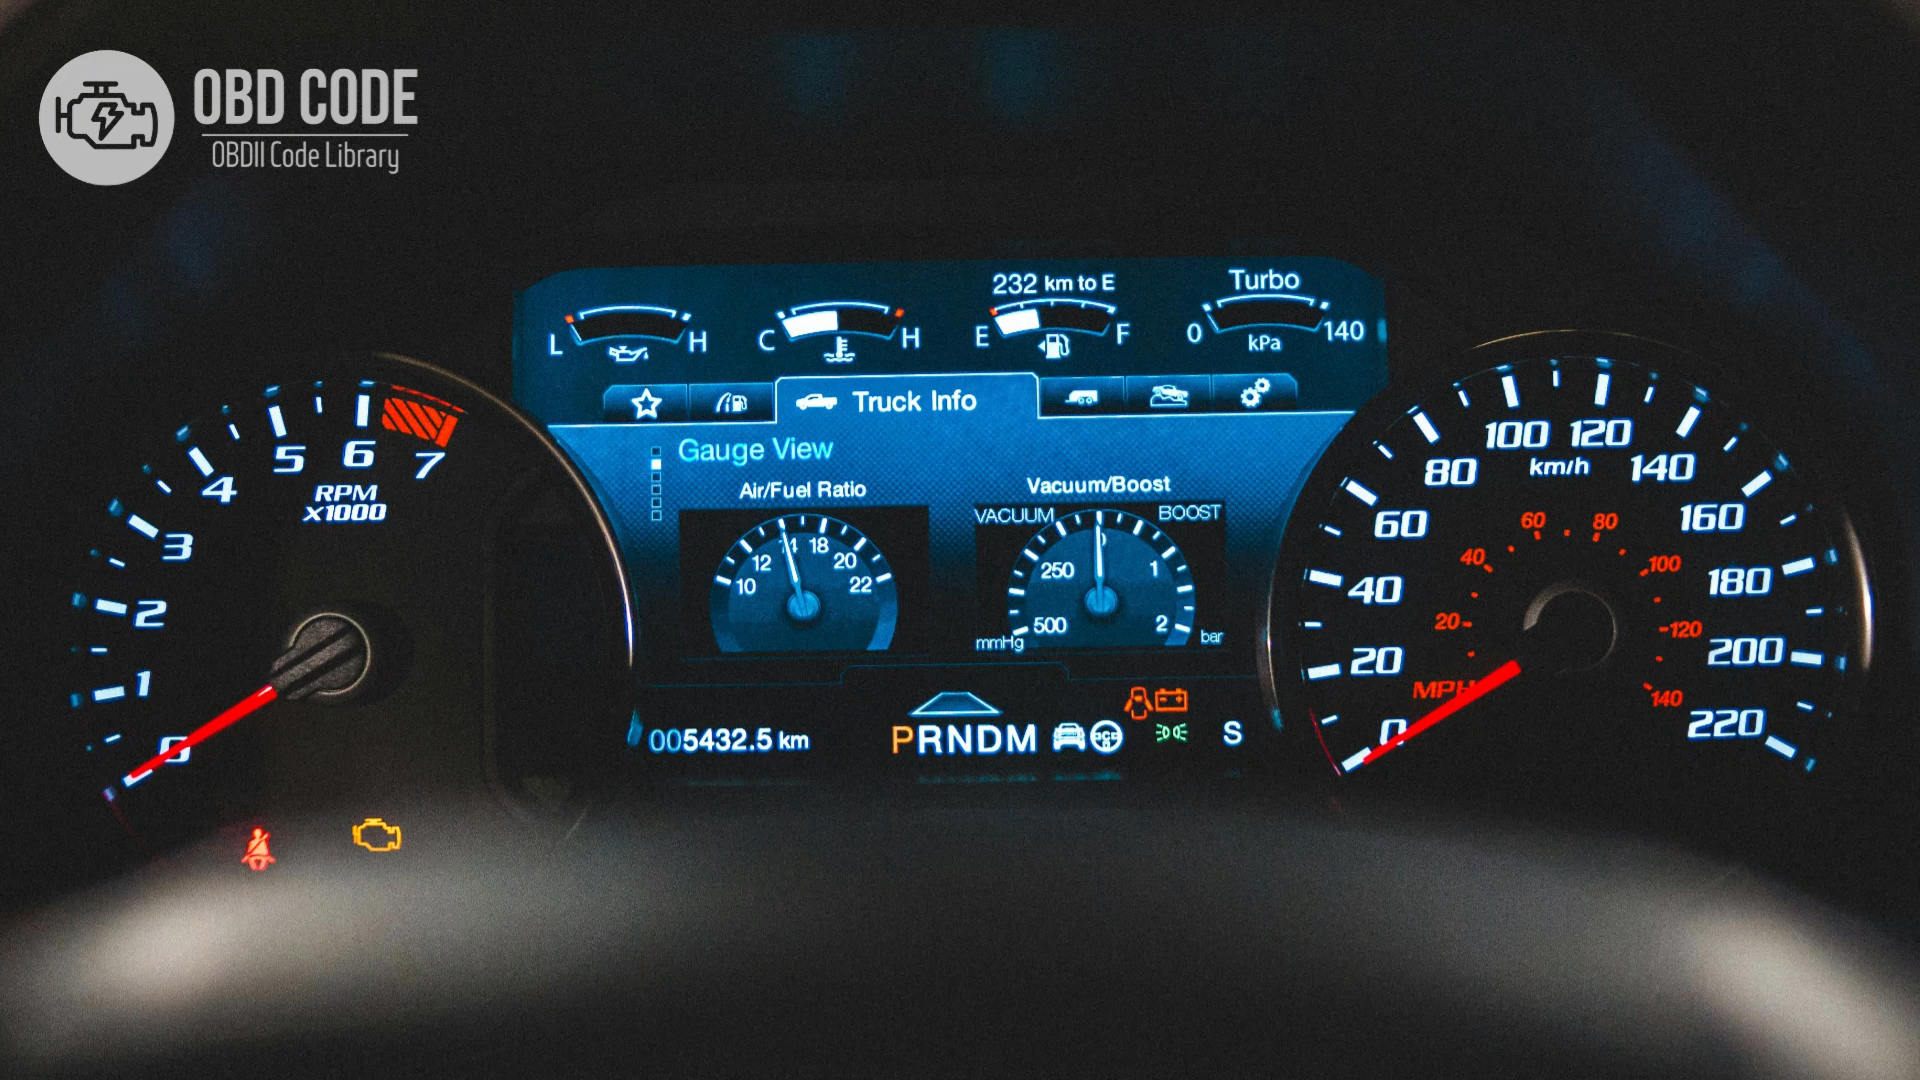 OBD CODE
OBDII Code Library
232 km to E
Turbo
L H
C H
E F
0 140
kPa
Truck Info
Gauge View
Air/Fuel Ratio
10 12 14 18 20 22
Vacuum/Boost
VACUUM BOOST
500 250 0 1 2
mmHg bar
0 1 2 3 4 5 6 7
RPM
X1000
0 20 40 60 80 100 120 140 160 180 200 220
km/h
20 40 60 80 100 120 140
MPH
005432.5 km
PRNDM
S